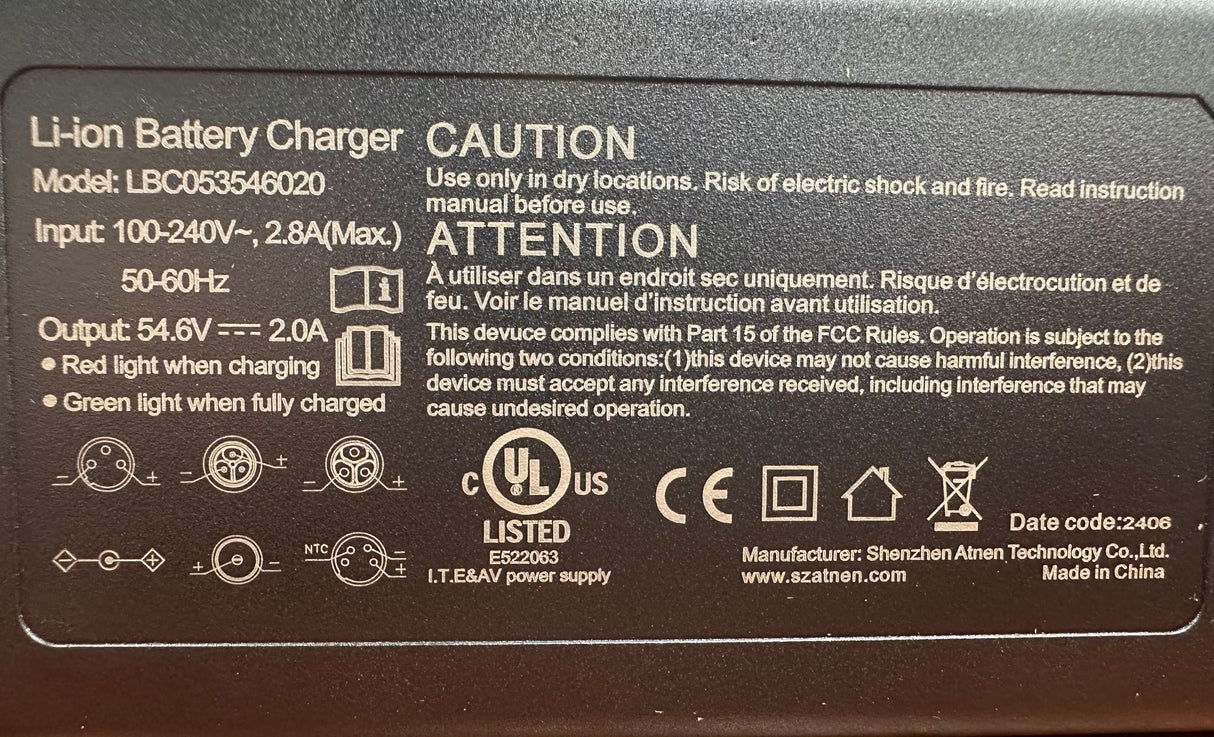 Li-ion Battery Charger
Model: LBC053546020
Input: 100-240V~, 2.8A(Max.)
50-60Hz
Output: 54.6V ⎓ 2.0A
• Red light when charging
• Green light when fully charged
- +
- ±
- +
- +
+ -
NTC - +
CAUTION
Use only in dry locations. Risk of electric shock and fire. Read instruction
manual before use.
ATTENTION
À utiliser dans un endroit sec uniquement. Risque d'électrocution et de
feu. Voir le manuel d'instruction avant utilisation.
This devuce complies with Part 15 of the FCC Rules. Operation is subject to the
following two conditions:(1)this device may not cause harmful interference, (2)this
device must accept any interference received, including interference that may
cause undesired operation.
C UL® US
LISTED
E522063
I.T.E&AV power supply
CE
Date code:2406
Manufacturer: Shenzhen Atnen Technology Co.,Ltd.
www.szatnen.com
Made in China